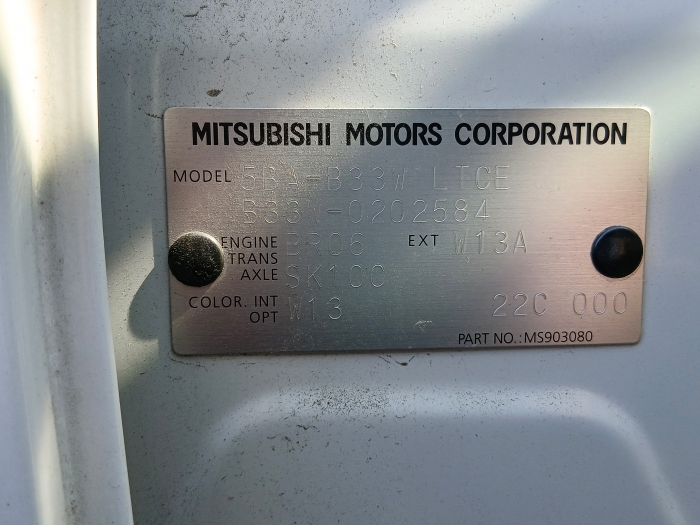 MITSUBISHI MOTORS CORPORATION
MODEL 5BA-B33W LTCE
B33W-0202584
ENGINE BR06 EXT W13A
TRANS
AXLE SK10C
COLOR. INT W13 22C 000
OPT
PART NO.: MS903080